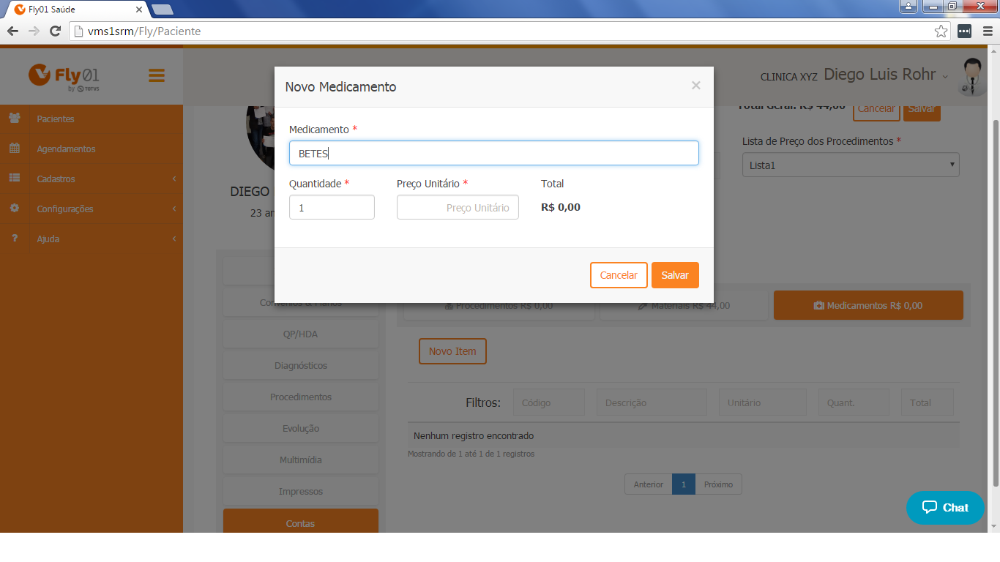 Fly01 Saúde
vms1srm/Fly/Paciente
Fly01
by TOTVS
CLINICA XYZ Diego Luis Rohr
Pacientes
Agendamentos
Cadastros
Configurações
Ajuda
Novo Medicamento
Medicamento *
BETES
Quantidade * Preço Unitário * Total
1 Preço Unitário R$ 0,00
Cancelar Salvar
Total Geral: R$ 44,00 Cancelar Salvar
Lista de Preço dos Procedimentos *
Lista1
DIEGO
23 an
Convênios & Planos
QP/HDA
Diagnósticos
Procedimentos
Evolução
Multimídia
Impressos
Contas
Procedimentos R$ 0,00 Materiais R$ 44,00 Medicamentos R$ 0,00
Novo Item
Filtros: Código Descrição Unitário Quant. Total
Nenhum registro encontrado
Mostrando de 1 até 1 de 1 registros
Anterior 1 Próximo
Chat